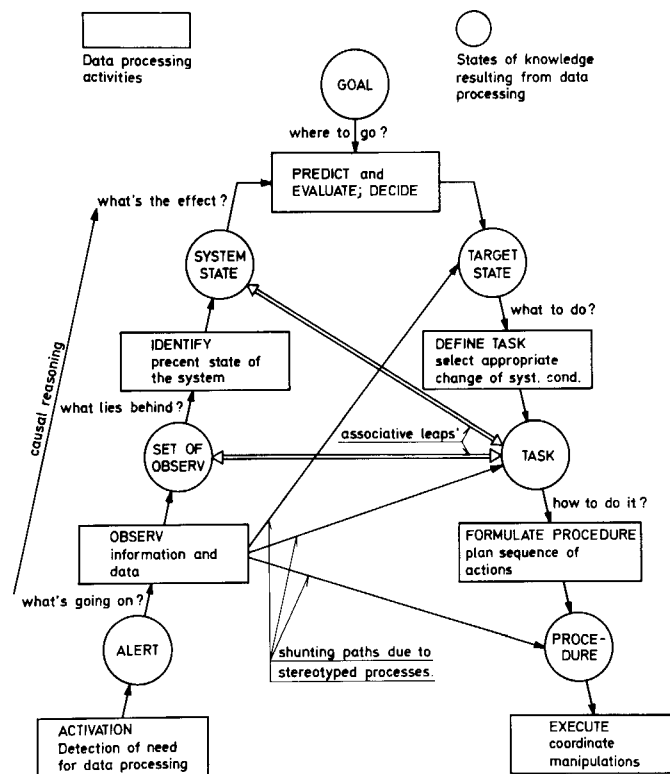 Data processing
activities
States of knowledge
resulting from data
processing
GOAL
where to go?
PREDICT and
EVALUATE; DECIDE
what's the effect?
SYSTEM
STATE
TARGET
STATE
what to do?
IDENTIFY
precent state of
the system
DEFINE TASK
select appropriate
change of syst. cond.
causal reasoning
what lies behind?
associative leaps'
SET OF
OBSERV
TASK
how to do it?
OBSERV
information and
data
FORMULATE PROCEDURE
plan sequence of
actions
what's going on?
ALERT
shunting paths due to
stereotyped processes.
PROCE-
DURE
ACTIVATION
Detection of need
for data processing
EXECUTE
coordinate
manipulations